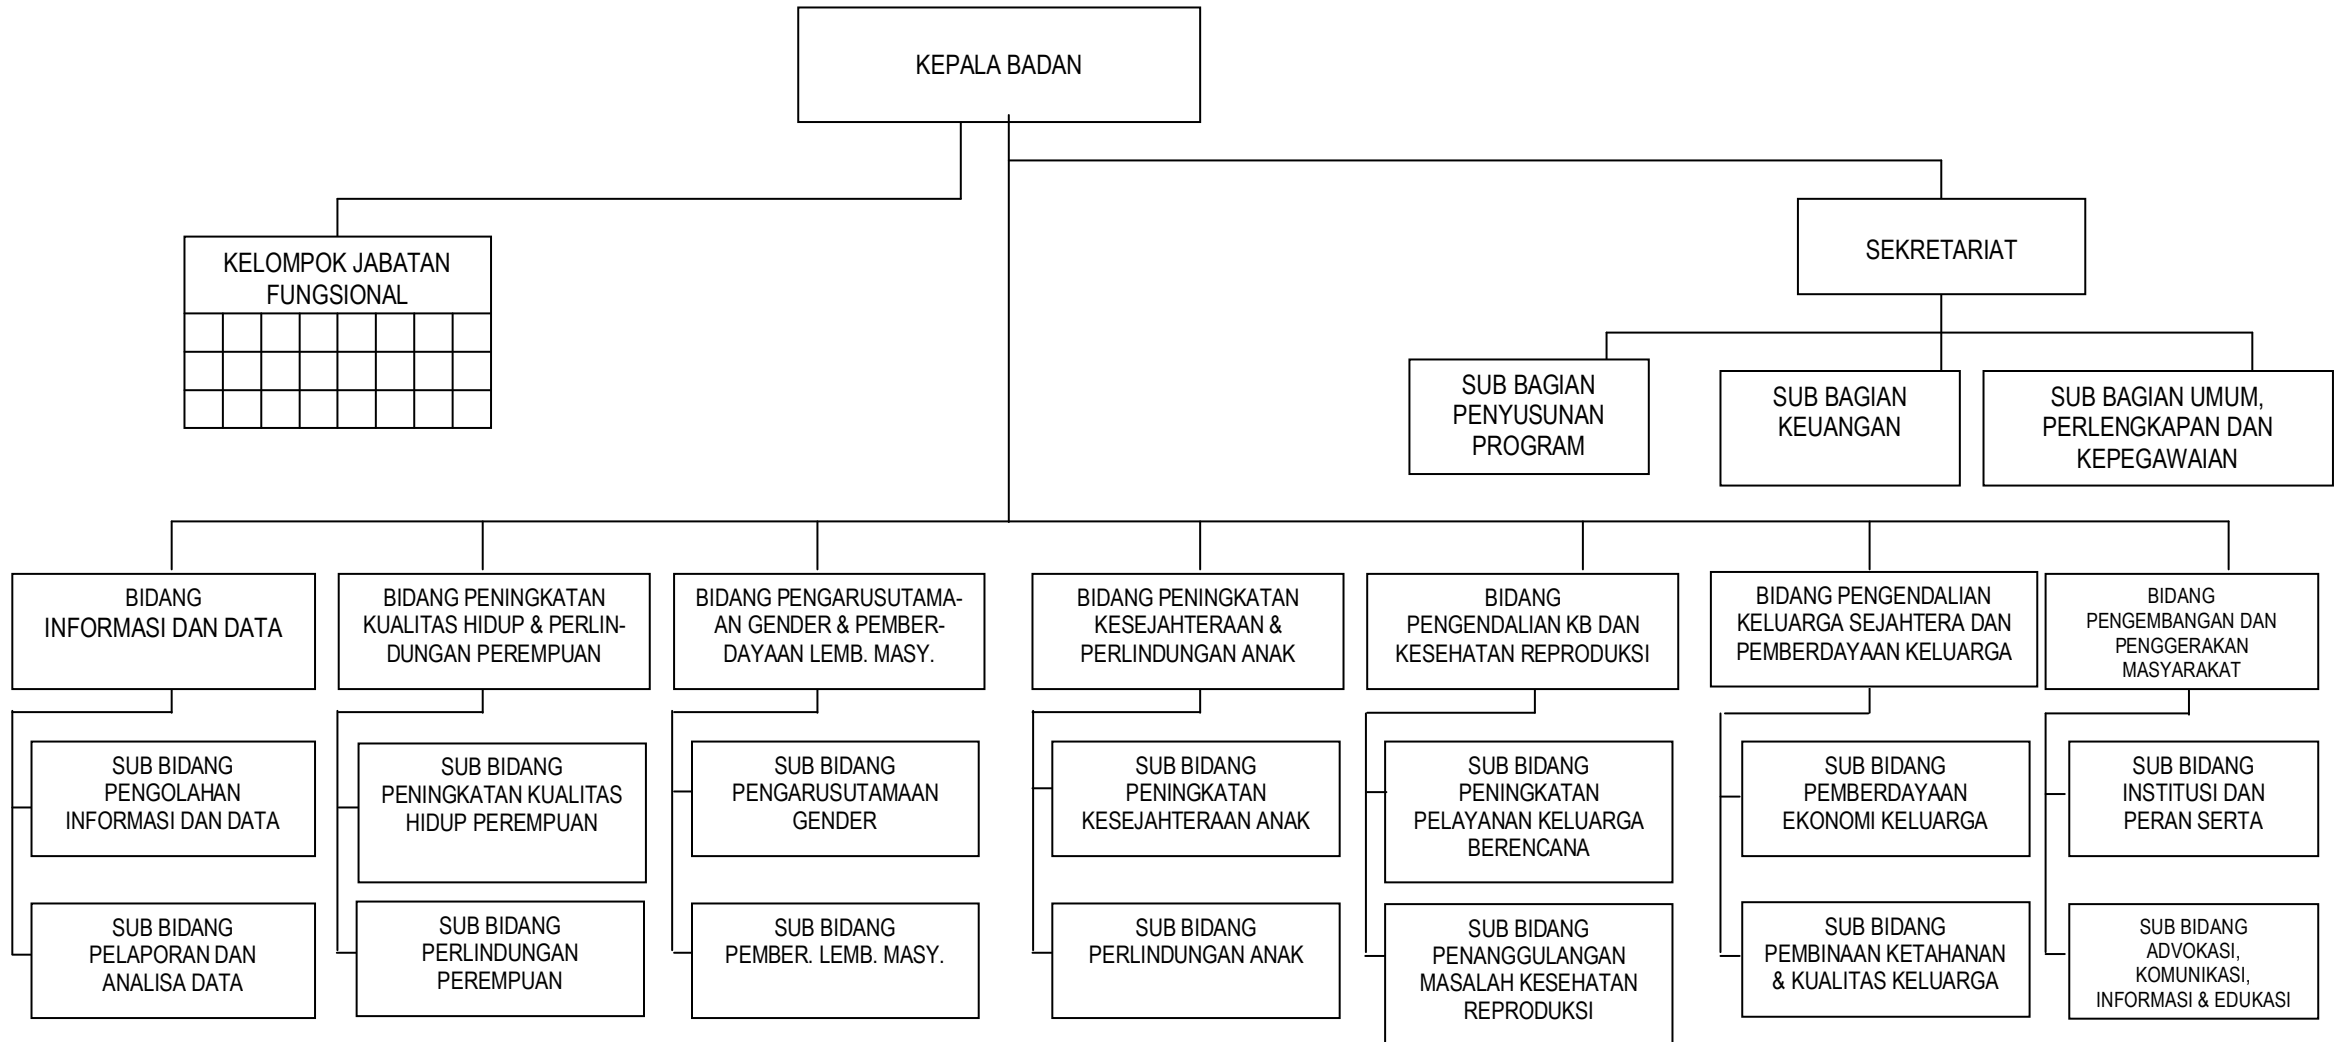 KEPALA BADAN
KELOMPOK JABATAN
FUNGSIONAL
SEKRETARIAT
SUB BAGIAN
PENYUSUNAN
PROGRAM
SUB BAGIAN
KEUANGAN
SUB BAGIAN UMUM,
PERLENGKAPAN DAN
KEPEGAWAIAN
BIDANG
INFORMASI DAN DATA
BIDANG PENINGKATAN
KUALITAS HIDUP & PERLIN-
DUNGAN PEREMPUAN
BIDANG PENGARUSUTAMA-
AN GENDER & PEMBER-
DAYAAN LEMB. MASY.
BIDANG PENINGKATAN
KESEJAHTERAAN &
PERLINDUNGAN ANAK
BIDANG
PENGENDALIAN KB DAN
KESEHATAN REPRODUKSI
BIDANG PENGENDALIAN
KELUARGA SEJAHTERA DAN
PEMBERDAYAAN KELUARGA
BIDANG
PENGEMBANGAN DAN
PENGGERAKAN
MASYARAKAT
SUB BIDANG
PENGOLAHAN
INFORMASI DAN DATA
SUB BIDANG
PENINGKATAN KUALITAS
HIDUP PEREMPUAN
SUB BIDANG
PENGARUSUTAMAAN
GENDER
SUB BIDANG
PENINGKATAN
KESEJAHTERAAN ANAK
SUB BIDANG
PENINGKATAN
PELAYANAN KELUARGA
BERENCANA
SUB BIDANG
PEMBERDAYAAN
EKONOMI KELUARGA
SUB BIDANG
INSTITUSI DAN
PERAN SERTA
SUB BIDANG
PELAPORAN DAN
ANALISA DATA
SUB BIDANG
PERLINDUNGAN
PEREMPUAN
SUB BIDANG
PEMBER. LEMB. MASY.
SUB BIDANG
PERLINDUNGAN ANAK
SUB BIDANG
PENANGGULANGAN
MASALAH KESEHATAN
REPRODUKSI
SUB BIDANG
PEMBINAAN KETAHANAN
& KUALITAS KELUARGA
SUB BIDANG
ADVOKASI,
KOMUNIKASI,
INFORMASI & EDUKASI